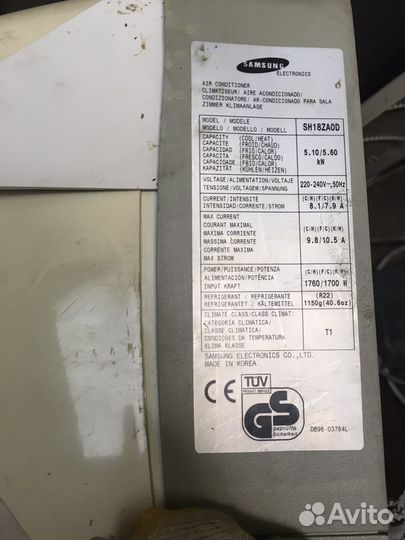 SAMSUNG
ELECTRONICS
AIR CONDITIONER
CLIMATISEUR/ AIRE ACONDICIONADO/
CONDIZIONATORE/ AR-CONDICIONADO PARA SALA
ZIMMER KLIMAANLAGE
MODEL / MODELE
MODELO / MODELLO / MODELL
SH18ZA0D
CAPACITY (COOL/HEAT)
CAPACITE (FROID/CHAUD)
CAPACIDAD (FRIO/CALOR)
CAPACITA (FRESCO/CALDO)
CAPACIDADE (FRIO/CALOR)
KAPAZITÄT (KÜHLEN/HEIZEN)
5.10/5.60
kW
VOLTAGE/ALIMENTATION/VOLTAJE
TENSIONE/VOLTAGEM/SPANNUNG
220-240V~,50Hz
CURRENT/INTENSITE
INTENSIDAD/CORRENTE/STROM
(C/H)(F/C)(K/H)
8.1/7.9 A
MAX CURRENT
COURANT MAXIMAL
MAXIMA CORRIENTE
MASSIMA CORRENTE
CORRENTE MAXIMA
MAX STROM
(C/H)(F/C)(K/H)
9.8/10.5 A
POWER/PUISSANCE/POTENZA
ALIMENTACIÓN/POTÊNCIA
INPUT KRAFT
(C/H)(F/C)(K/H)
1760/1700 W
REFRIGERANT / REFRIGERANTE
REFRIGERANTET / KÄLTEMITTEL
(R22)
1150g(40.6oz)
CLIMATE CLASS/CLASS CLIMAT/
CATEGORIA CLIMÁTICA/
CLASSE CLIMATICA/
CONDICOES DA TEMPERATURA
KLIMA KLASSE
T1
SAMSUNG ELECTRONICS CO.,LTD.
MADE IN KOREA
CE
TÜV
GS
geprüfte
Sicherheit
DB98-03784L
Avito